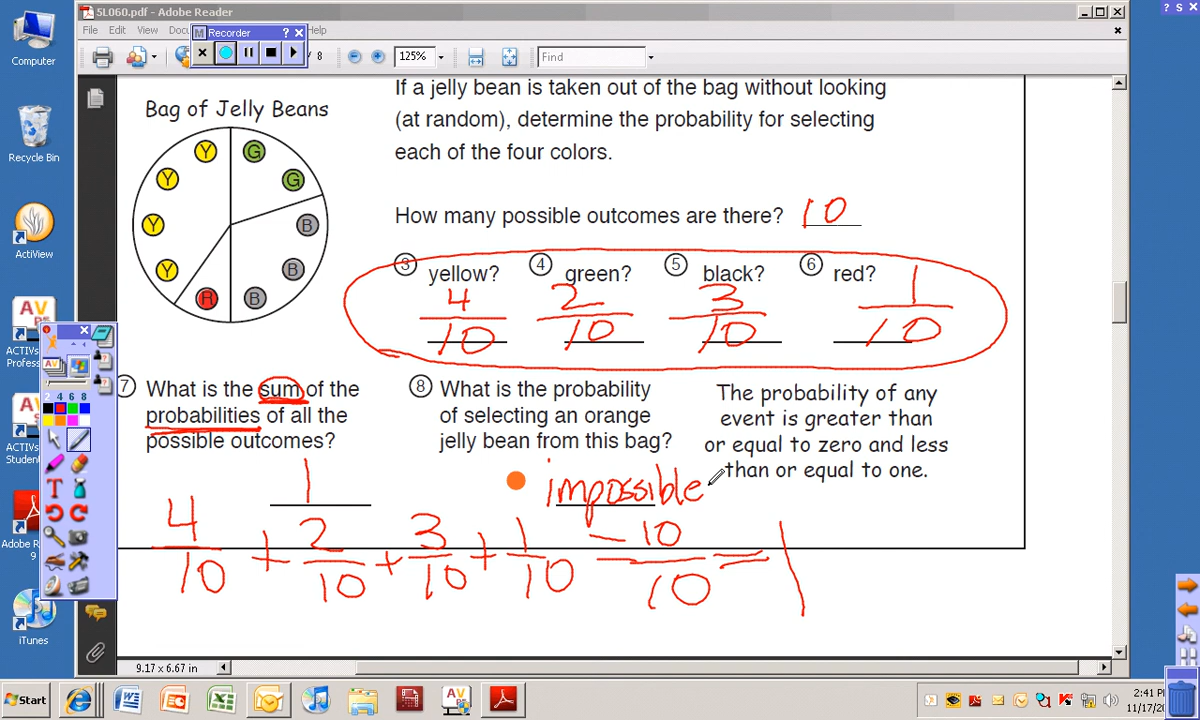 5L060.pdf - Adobe Reader
File Edit View Help
M Recorder ?
/ 8 125% Find
Computer
Recycle Bin
ActivView
iTunes
Bag of Jelly Beans
Y G
Y G
Y B
Y B
R B
If a jelly bean is taken out of the bag without looking
(at random), determine the probability for selecting
each of the four colors.
How many possible outcomes are there? 10
3 yellow? 4 green? 5 black? 6 red?
4 2 3 1
10 10 10 10
7 What is the sum of the
probabilities of all the
possible outcomes?
1
8 What is the probability
of selecting an orange
jelly bean from this bag?
impossible
The probability of any
event is greater than
or equal to zero and less
than or equal to one.
4/10 + 2/10 + 3/10 + 1/10 = 10/10 = 1
2 4 6 8
T
9.17 x 6.67 in
Start
2:41 PM
? S X